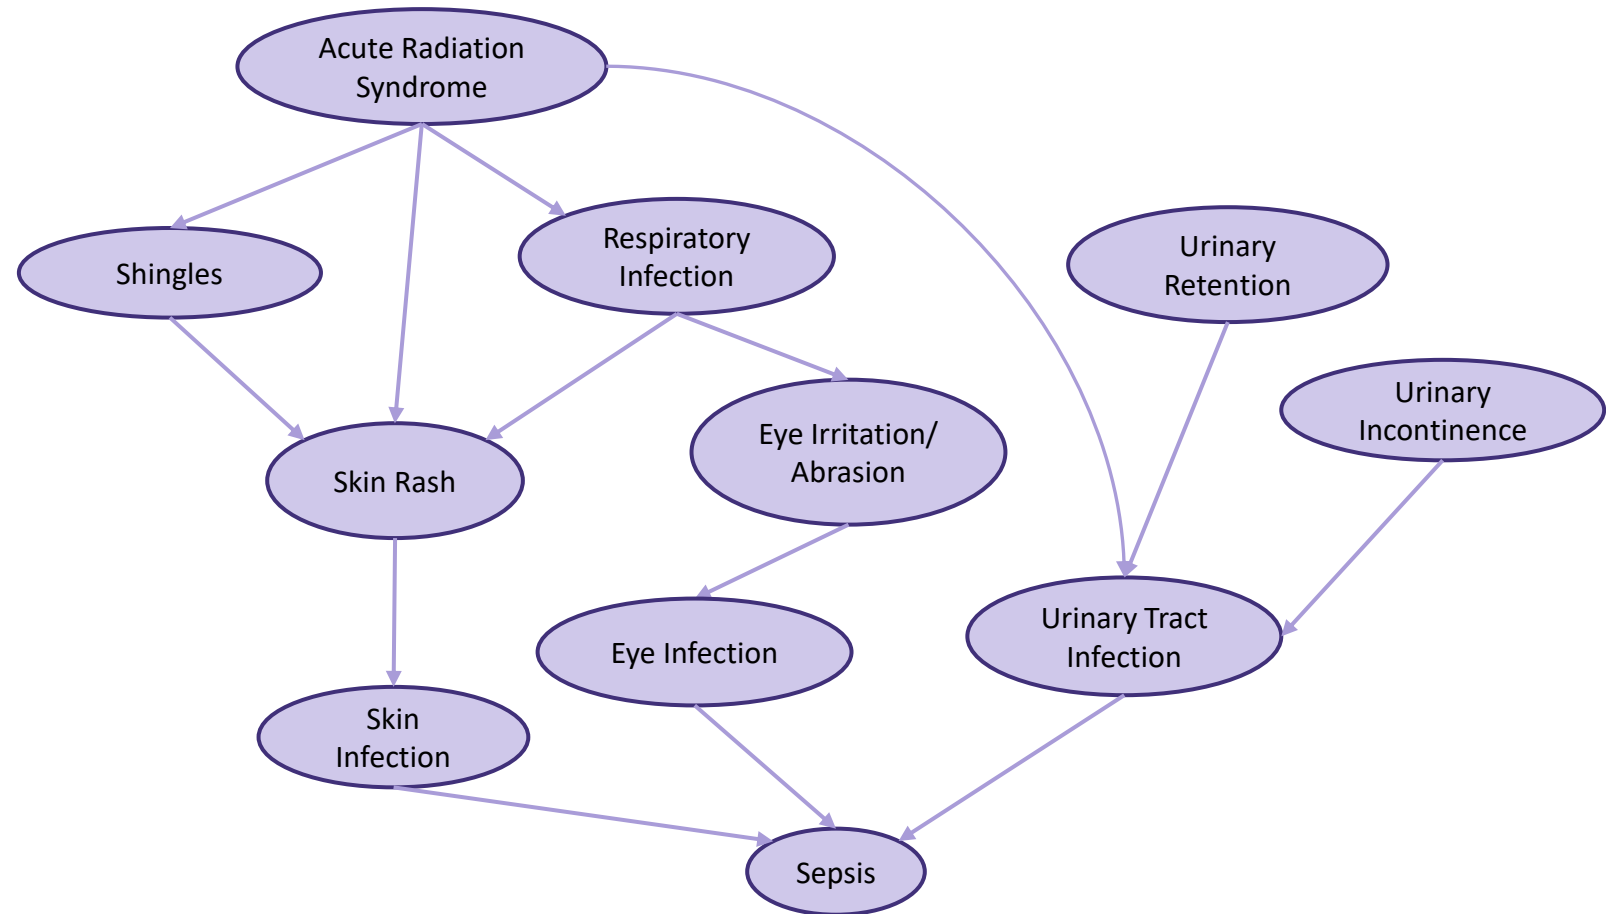 Acute Radiation
Syndrome
Shingles
Respiratory
Infection
Urinary
Retention
Urinary
Incontinence
Eye Irritation/
Abrasion
Skin Rash
Urinary Tract
Infection
Eye Infection
Skin
Infection
Sepsis